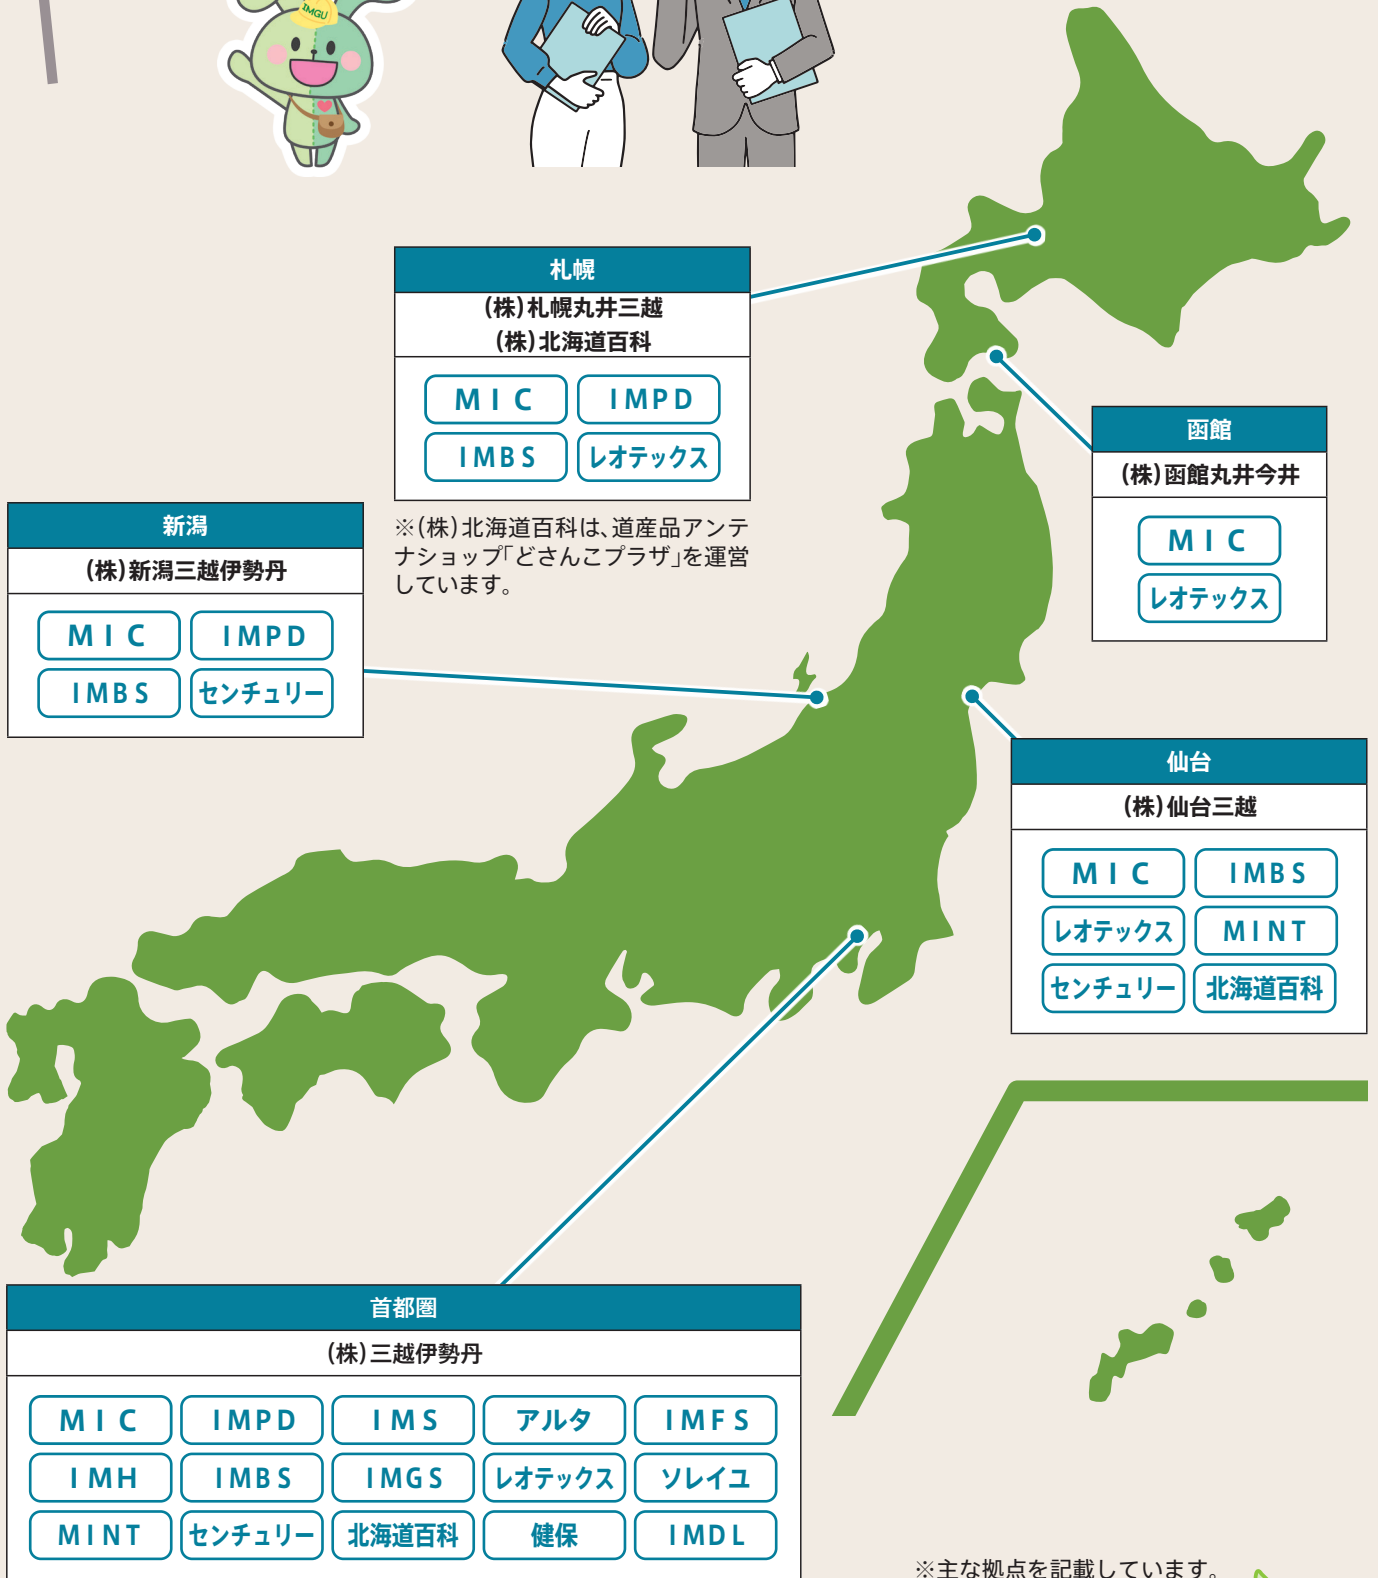 IMGU
札幌
(株)札幌丸井三越
(株)北海道百科
MIC
IMPD
IMBS
レオテックス
※(株)北海道百科は、道産品アンテ
ナショップ「どさんこプラザ」を運営
しています。
函館
(株)函館丸井今井
MIC
レオテックス
新潟
(株)新潟三越伊勢丹
MIC
IMPD
IMBS
センチュリー
仙台
(株)仙台三越
MIC
IMBS
レオテックス
MINT
センチュリー
北海道百科
首都圏
(株)三越伊勢丹
MIC
IMPD
IMS
アルタ
IMFS
IMH
IMBS
IMGS
レオテックス
ソレイユ
MINT
センチュリー
北海道百科
健保
IMDL
※主な拠点を記載しています。